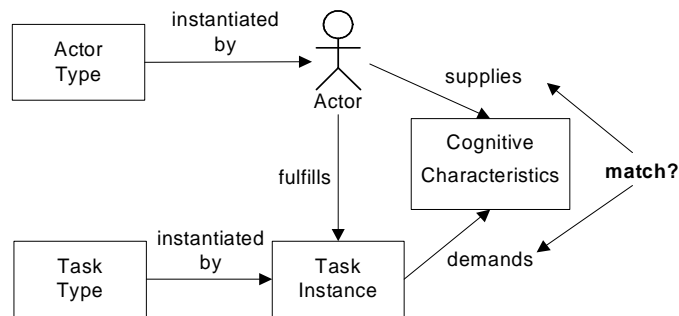 instantiated
by
Actor
Type
Actor
supplies
Cognitive
Characteristics
match?
fulfills
instantiated
by
Task
Type
Task
Instance
demands